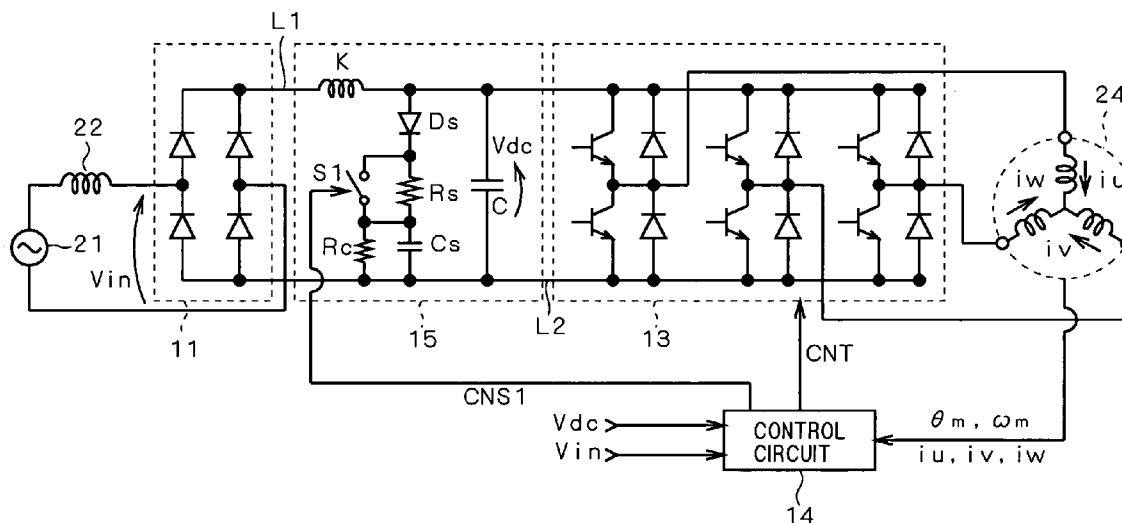 L1
K
24
22
Ds
Vdc
S1
iw
iu
Rs
C
21
Rc
Cs
iv
Vin
L2
11
15
13
CNT
CNS1
Vdc
θm, ωm
CONTROL
Vin
CIRCUIT
iu, iv, iw
14